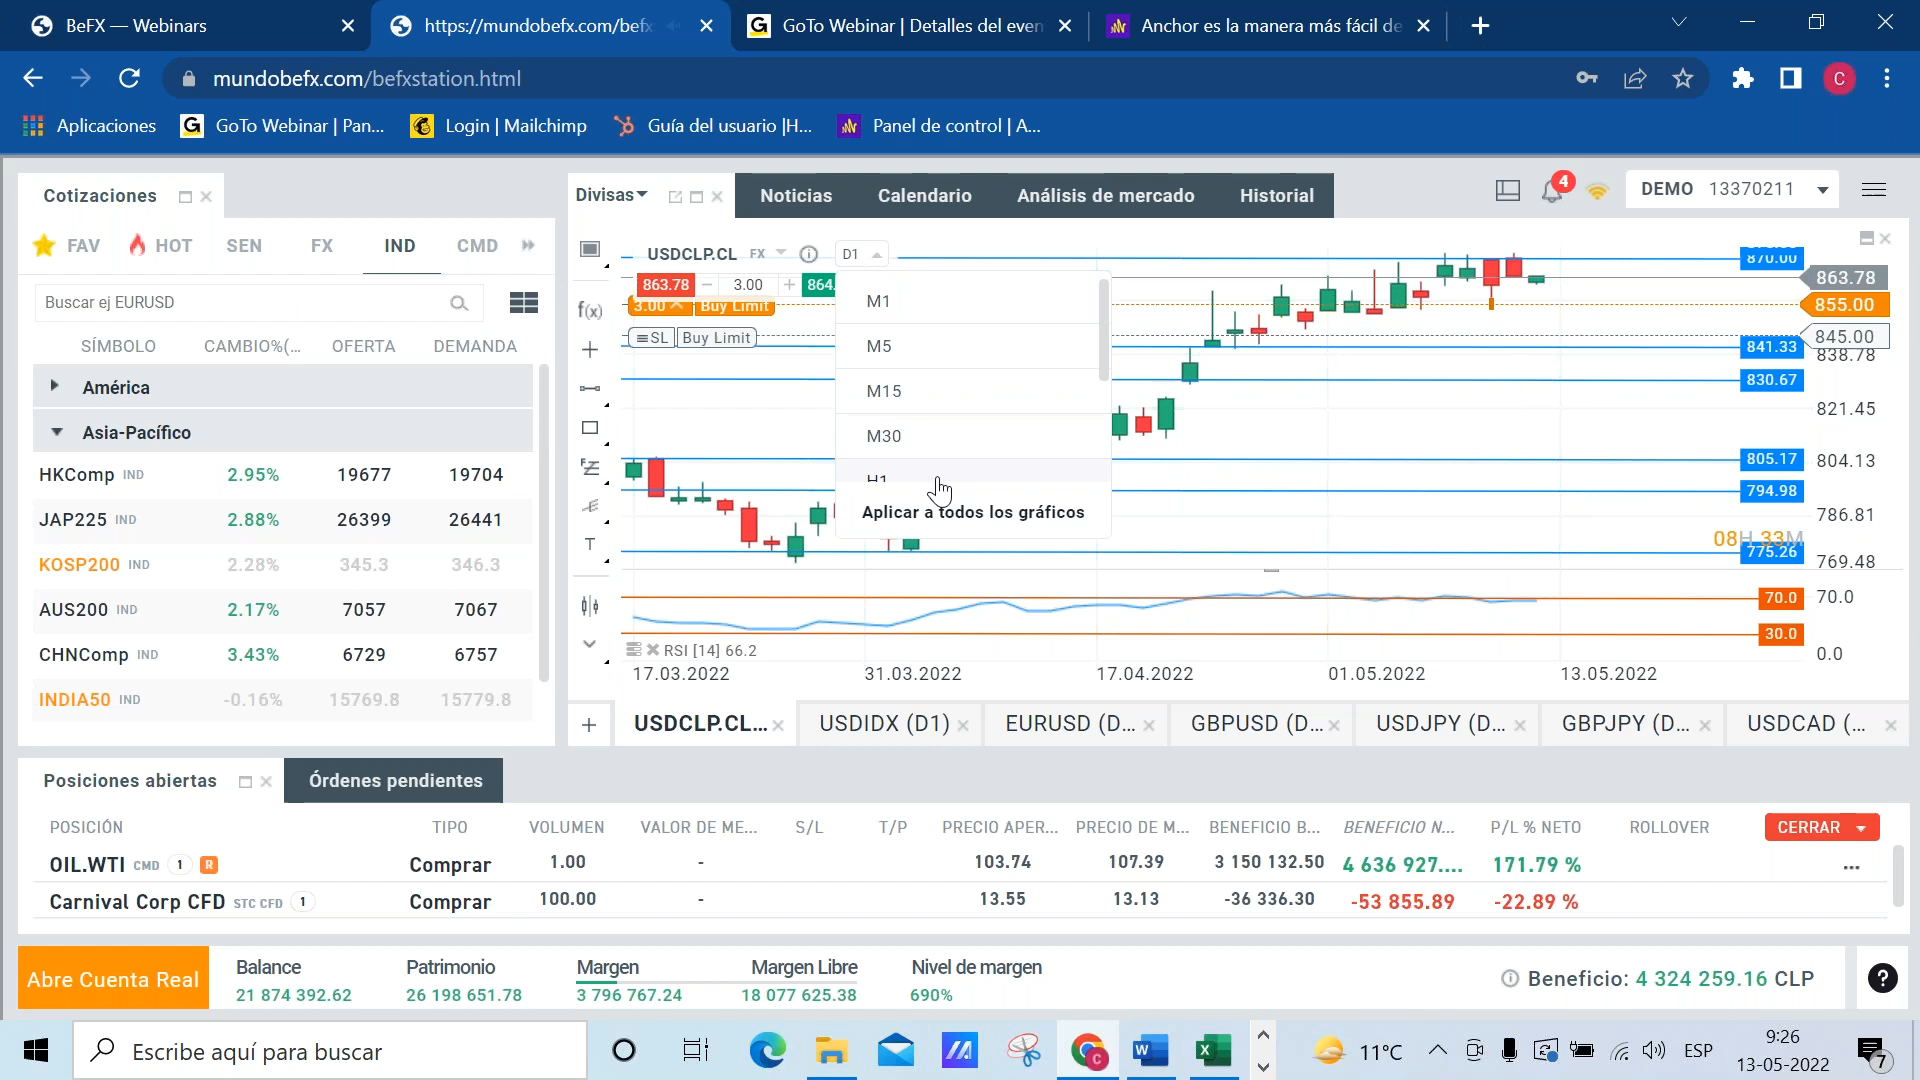 BeFX — Webinars
https://mundobefx.com/befx
GoTo Webinar | Detalles del even
Anchor es la manera más fácil de
mundobefx.com/befxstation.html
C
Aplicaciones
GoTo Webinar | Pan...
Login | Mailchimp
Guía del usuario |H...
Panel de control | A...
Cotizaciones
Divisas
Noticias
Calendario
Análisis de mercado
Historial
4
DEMO 13370211
FAV
HOT
SEN
FX
IND
CMD
Buscar ej EURUSD
SÍMBOLO CAMBIO%(... OFERTA DEMANDA
América
Asia-Pacífico
HKComp IND 2.95% 19677 19704
JAP225 IND 2.88% 26399 26441
KOSP200 IND 2.28% 345.3 346.3
AUS200 IND 2.17% 7057 7067
CHNComp IND 3.43% 6729 6757
INDIA50 IND -0.16% 15769.8 15779.8
USDCLP.CL FX D1
863.78 3.00 864.
3.00 Buy Limit
SL Buy Limit
f(x)
T
M1
M5
M15
M30
H1
Aplicar a todos los gráficos
870.00
863.78
855.00
845.00
841.33
838.78
830.67
821.45
805.17
804.13
794.98
786.81
08H 33M
775.26
769.48
70.0 70.0
30.0
0.0
RSI [14] 66.2
17.03.2022 31.03.2022 17.04.2022 01.05.2022 13.05.2022
USDCLP.CL... USDIDX (D1) EURUSD (D... GBPUSD (D... USDJPY (D... GBPJPY (D... USDCAD (...
Posiciones abiertas
Órdenes pendientes
POSICIÓN TIPO VOLUMEN VALOR DE ME... S/L T/P PRECIO APER... PRECIO DE M... BENEFICIO B... BENEFICIO N... P/L % NETO ROLLOVER CERRAR
OIL.WTI CMD 1 R Comprar 1.00 - 103.74 107.39 3 150 132.50 4 636 927.... 171.79 % ...
Carnival Corp CFD STC CFD 1 Comprar 100.00 - 13.55 13.13 -36 336.30 -53 855.89 -22.89 %
Abre Cuenta Real
Balance Patrimonio Margen Margen Libre Nivel de margen
21 874 392.62 26 198 651.78 3 796 767.24 18 077 625.38 690%
Beneficio: 4 324 259.16 CLP
?
Escribe aquí para buscar
11°C
ESP
9:26
13-05-2022
7